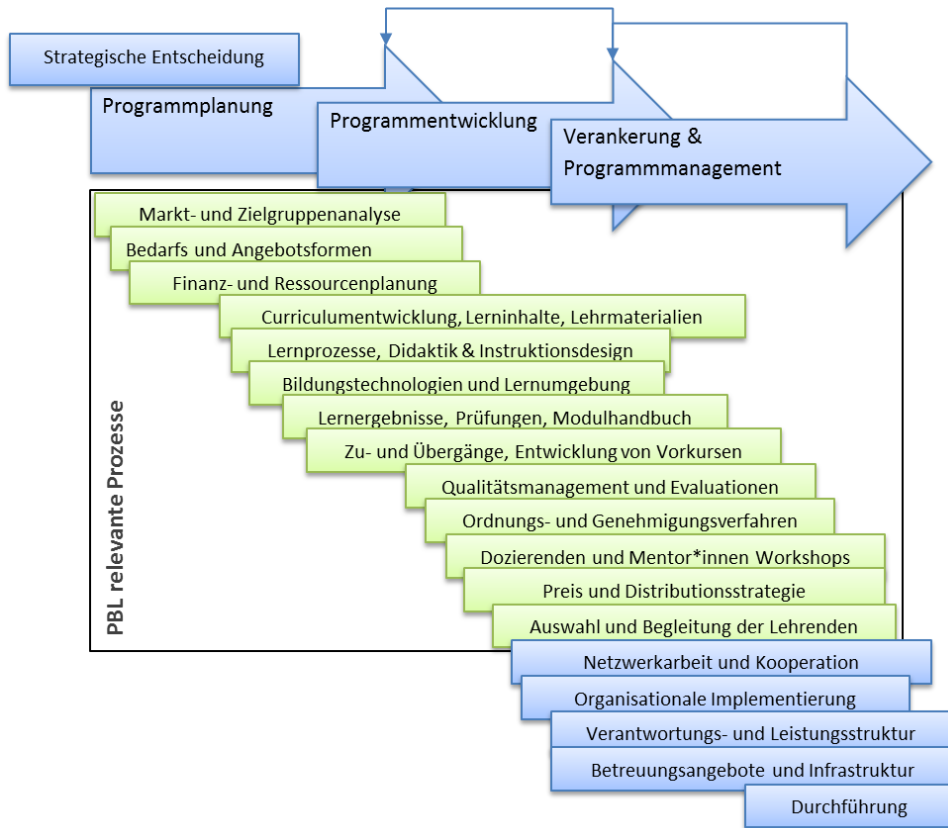 Strategische Entscheidung
Programmplanung
Programmentwicklung
Verankerung &
Programmmanagement
PBL relevante Prozesse
Markt- und Zielgruppenanalyse
Bedarfs und Angebotsformen
Finanz- und Ressourcenplanung
Curriculumentwicklung, Lerninhalte, Lehrmaterialien
Lernprozesse, Didaktik & Instruktionsdesign
Bildungstechnologien und Lernumgebung
Lernergebnisse, Prüfungen, Modulhandbuch
Zu- und Übergänge, Entwicklung von Vorkursen
Qualitätsmanagement und Evaluationen
Ordnungs- und Genehmigungsverfahren
Dozierenden und Mentor*innen Workshops
Preis und Distributionsstrategie
Auswahl und Begleitung der Lehrenden
Netzwerkarbeit und Kooperation
Organisationale Implementierung
Verantwortungs- und Leistungsstruktur
Betreuungsangebote und Infrastruktur
Durchführung